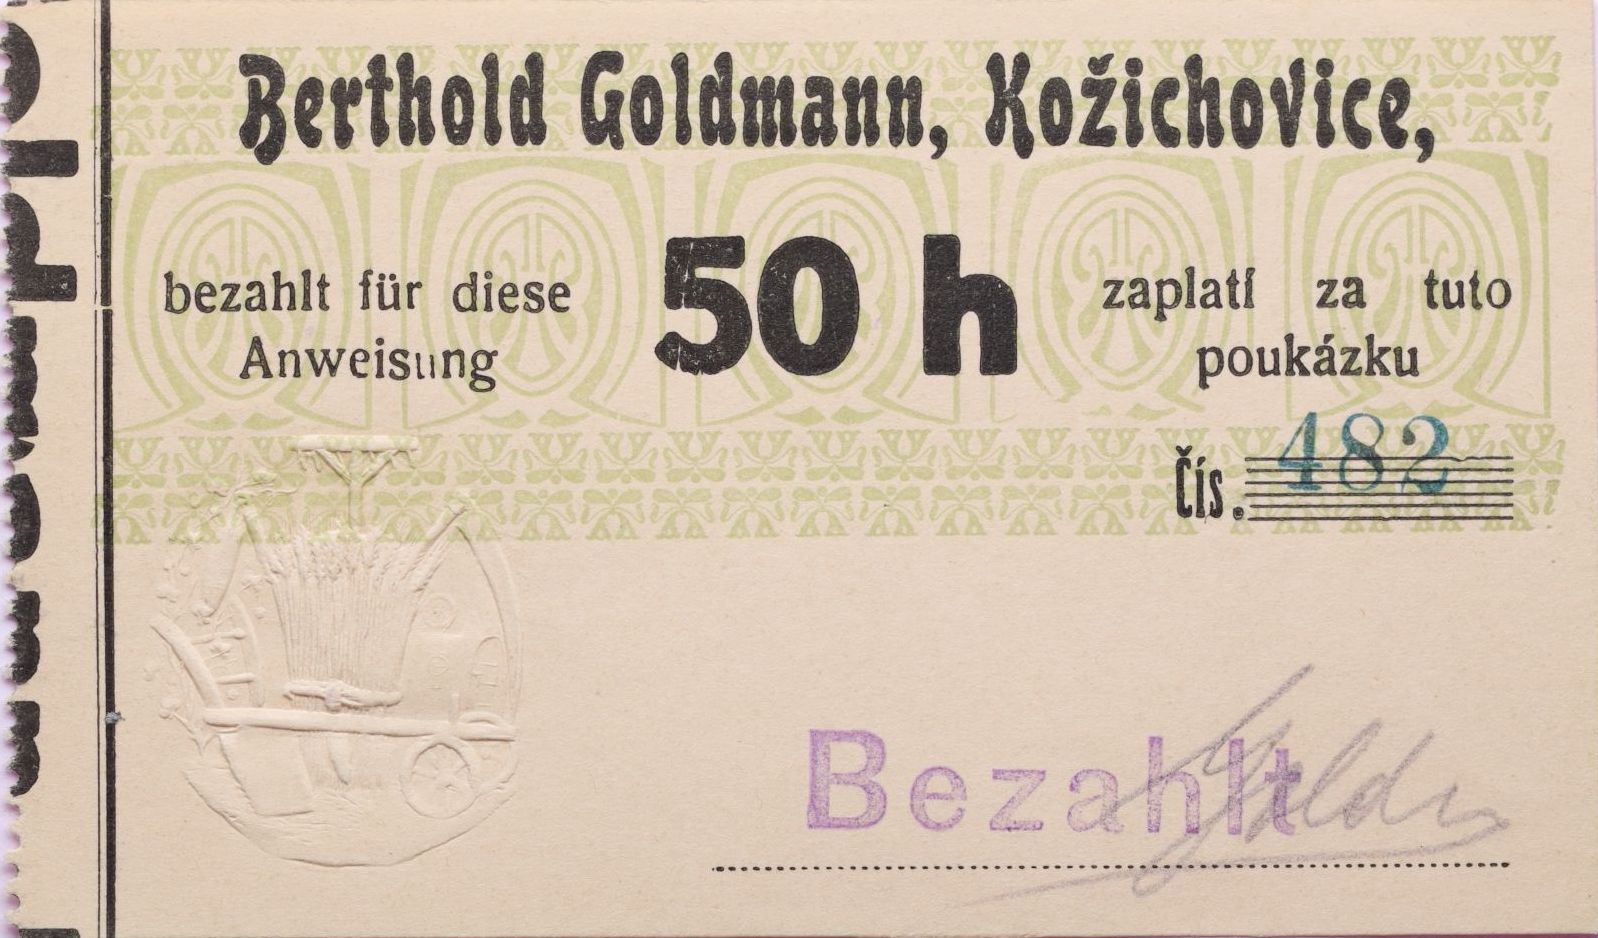 Berthold Goldmann, Kožichovice,
bezahlt für diese
Anweisung
50 h
zaplatí za tuto
poukázku
Čís. 482
Bezahlt